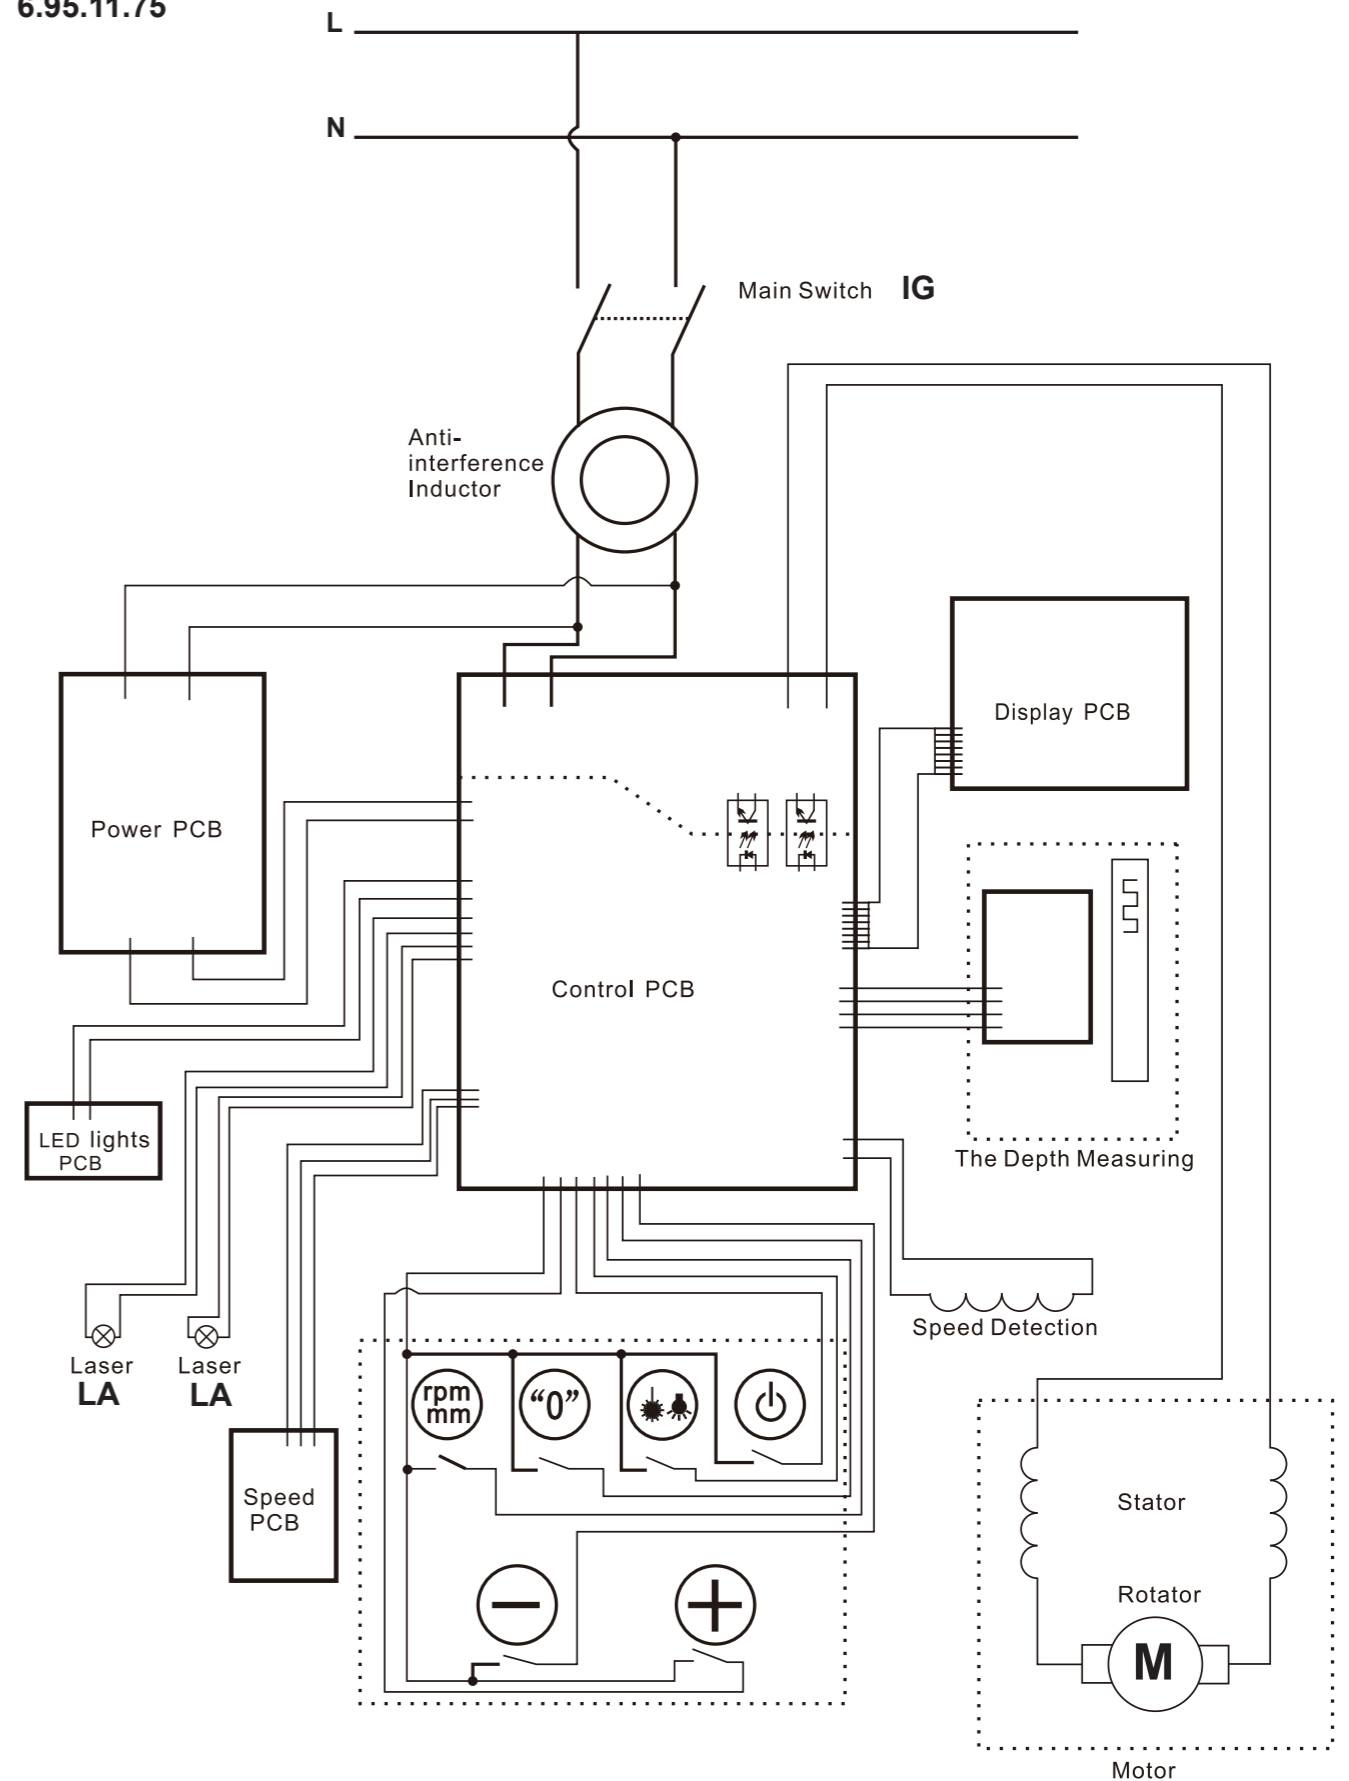 6.95.11.75
L
N
Main Switch IG
Anti-
interference
Inductor
Display PCB
Power PCB
Control PCB
LED lights
PCB
The Depth Measuring
Speed Detection
Laser
LA
Laser
LA
rpm
mm
“0”
Speed
PCB
Stator
Rotator
M
Motor